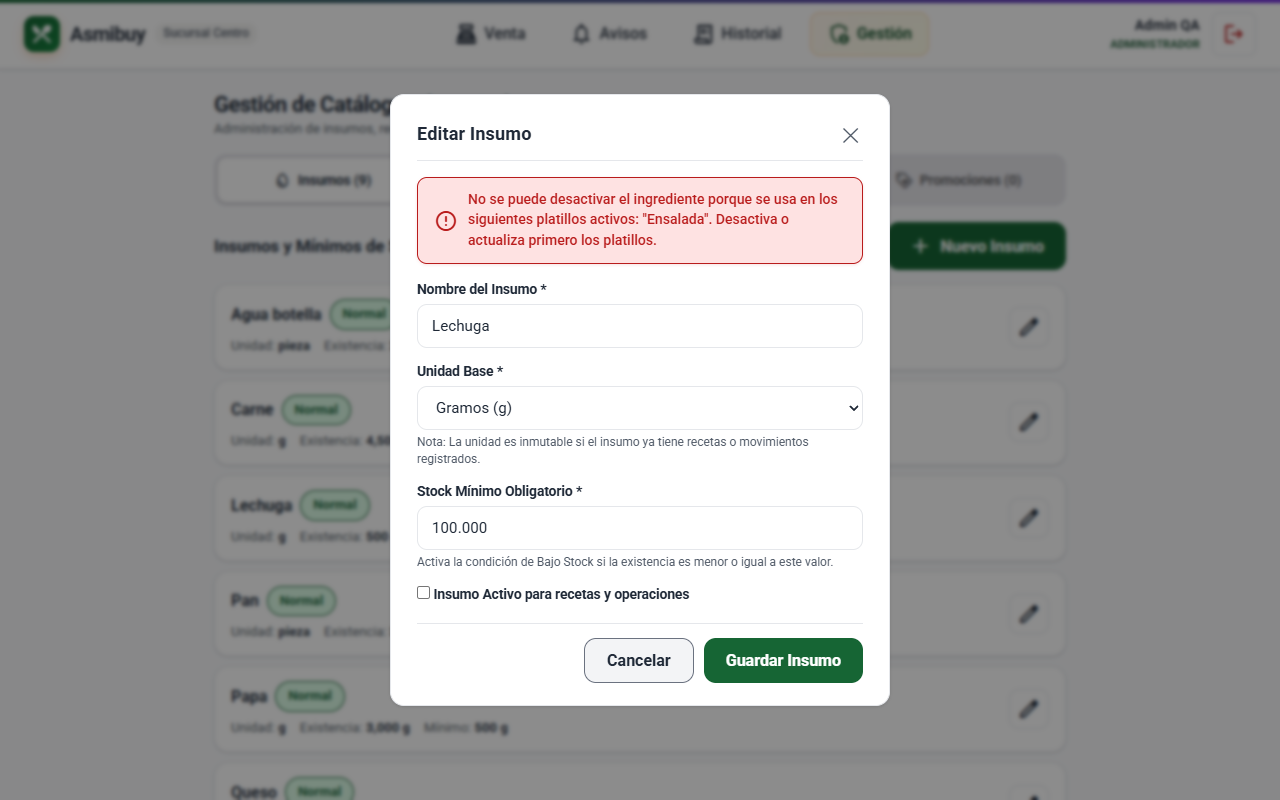 Asmibuy
Sucursal Centro
Venta
Avisos
Historial
Gestión
Admin QA
ADMINISTRADOR
Gestión de Catálog
Administración de insumos, re
Insumos (9)
Promociones (0)
Insumos y Mínimos de
Nuevo Insumo
Agua botella
Normal
Unidad: pieza
Existencia:
Carne
Normal
Unidad: g
Existencia: 4,50
Lechuga
Normal
Unidad: g
Existencia: 500
Pan
Normal
Unidad: pieza
Existencia:
Papa
Normal
Unidad: g
Existencia: 3,000 g
Mínimo: 500 g
Queso
Normal
Editar Insumo
No se puede desactivar el ingrediente porque se usa en los
siguientes platillos activos: "Ensalada". Desactiva o
actualiza primero los platillos.
Nombre del Insumo *
Lechuga
Unidad Base *
Gramos (g)
Nota: La unidad es inmutable si el insumo ya tiene recetas o movimientos
registrados.
Stock Mínimo Obligatorio *
100.000
Activa la condición de Bajo Stock si la existencia es menor o igual a este valor.
Insumo Activo para recetas y operaciones
Cancelar
Guardar Insumo